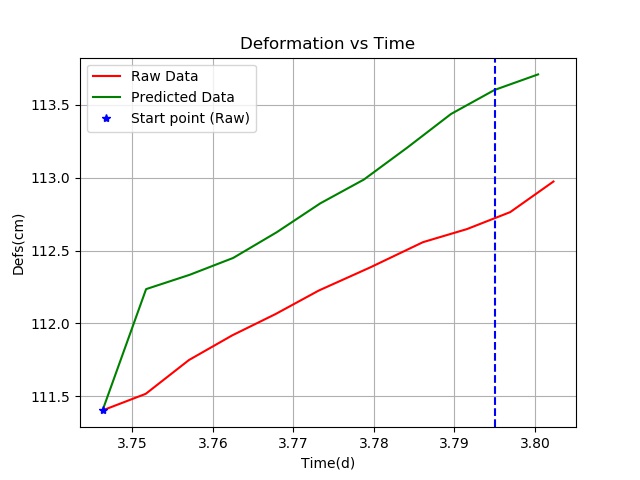 Deformation vs Time
Raw Data
Predicted Data
Start point (Raw)
Defs(cm)
113.5
113.0
112.5
112.0
111.5
3.75
3.76
3.77
3.78
3.79
3.80
Time(d)